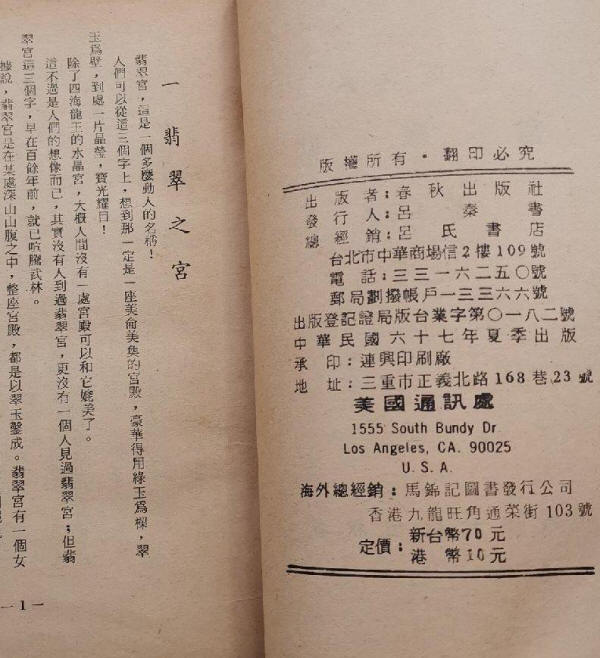 一 翡翠之宮
翡翠宮，這是一個多麼動人的名稱！
人們可以從這三個字上，想到那一定是一座美侖美奐的宮殿，豪華得用綠玉爲樑，翠
玉爲壁，到處一片晶瑩，寶光耀目！
除了四海龍王的水晶宮，大槪人間沒有一處宮殿可以和它媲美了。
這不過是人們的想像而已，其實沒有人到過翡翠宮，更沒有一個人見過翡翠宮；但翡
翠宮這三個字，早在百餘年前，就已哄騰武林。
據說，翡翠宮是在某處深山山腹之中，整座宮殿，都是以翠玉鑿成。翡翠宮有一個女
—1—
版權所有・翻印必究
出版者：春秋出版社
發行人：呂秦書
總經銷：呂氏書店
台北市中華商場信2樓109號
電話：三三一六二五〇號
郵局劃撥帳戶一三三六六號
出版登記證局版台業字第〇一八二號
中華民國六十七年夏季出版
承印：連興印刷廠
地址：三重市正義北路168巷23號
美國通訊處
1555 South Bundy Dr.
Los Angeles, CA. 90025
U. S. A.
海外總經銷：馬錦記圖書發行公司
香港九龍旺角通菜街103號
定價：新台幣70元
港幣10元